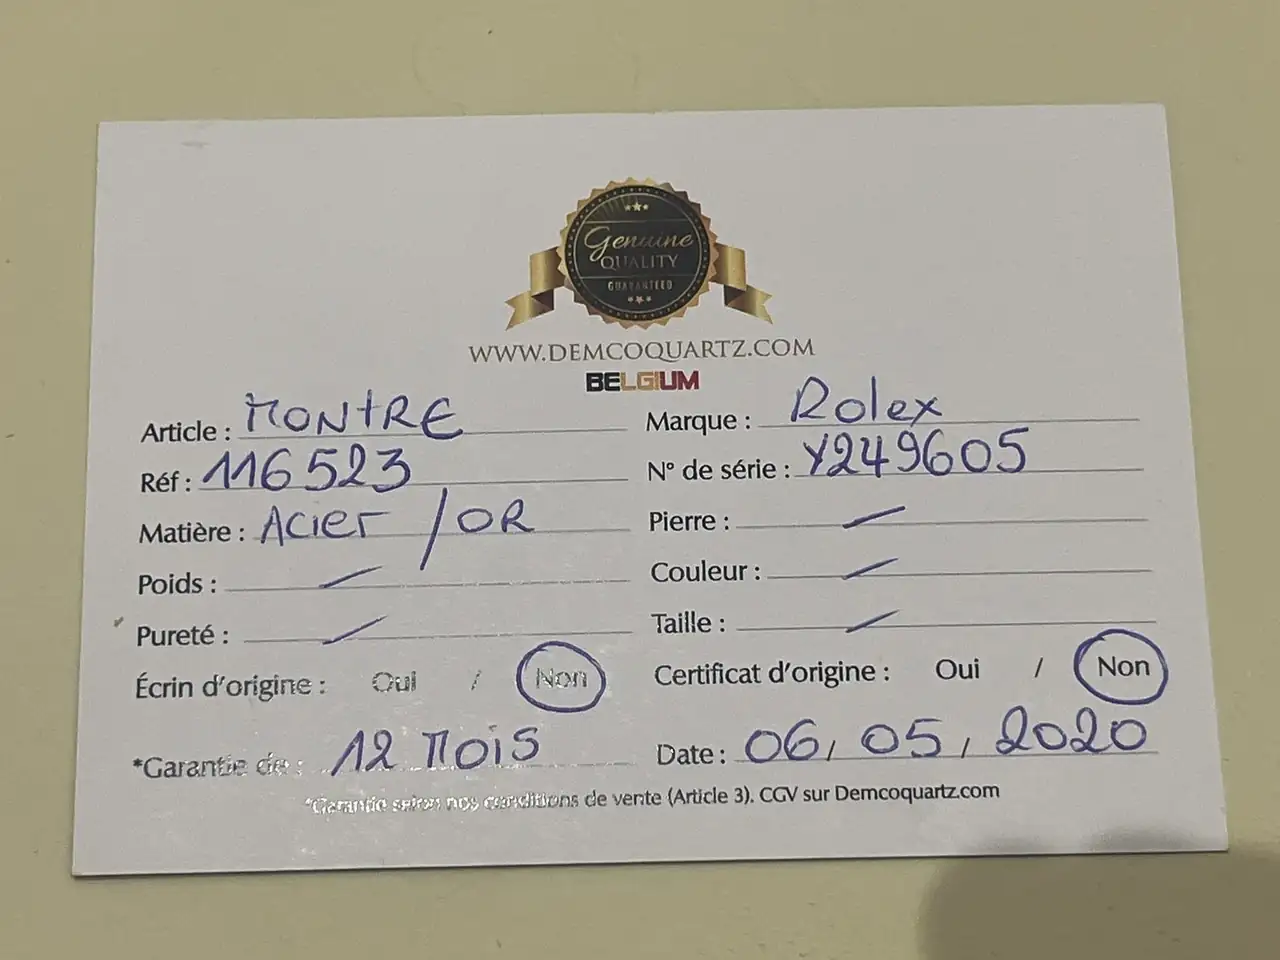 Genuine
QUALITY
GUARANTEED
WWW.DEMCOQUARTZ.COM
BELGIUM
Article : MONTRE
Marque : Rolex
Réf : 116523
N° de série : Y249605
Matière : Acier / OR
Pierre : /
Poids : /
Couleur : /
Pureté : /
Taille : /
Écrin d'origine : Oui / Non
Certificat d'origine : Oui / Non
*Garantie de : 12 MOIS
Date : 06, 05, 2020
*Garantie selon nos conditions de vente (Article 3). CGV sur Demcoquartz.com